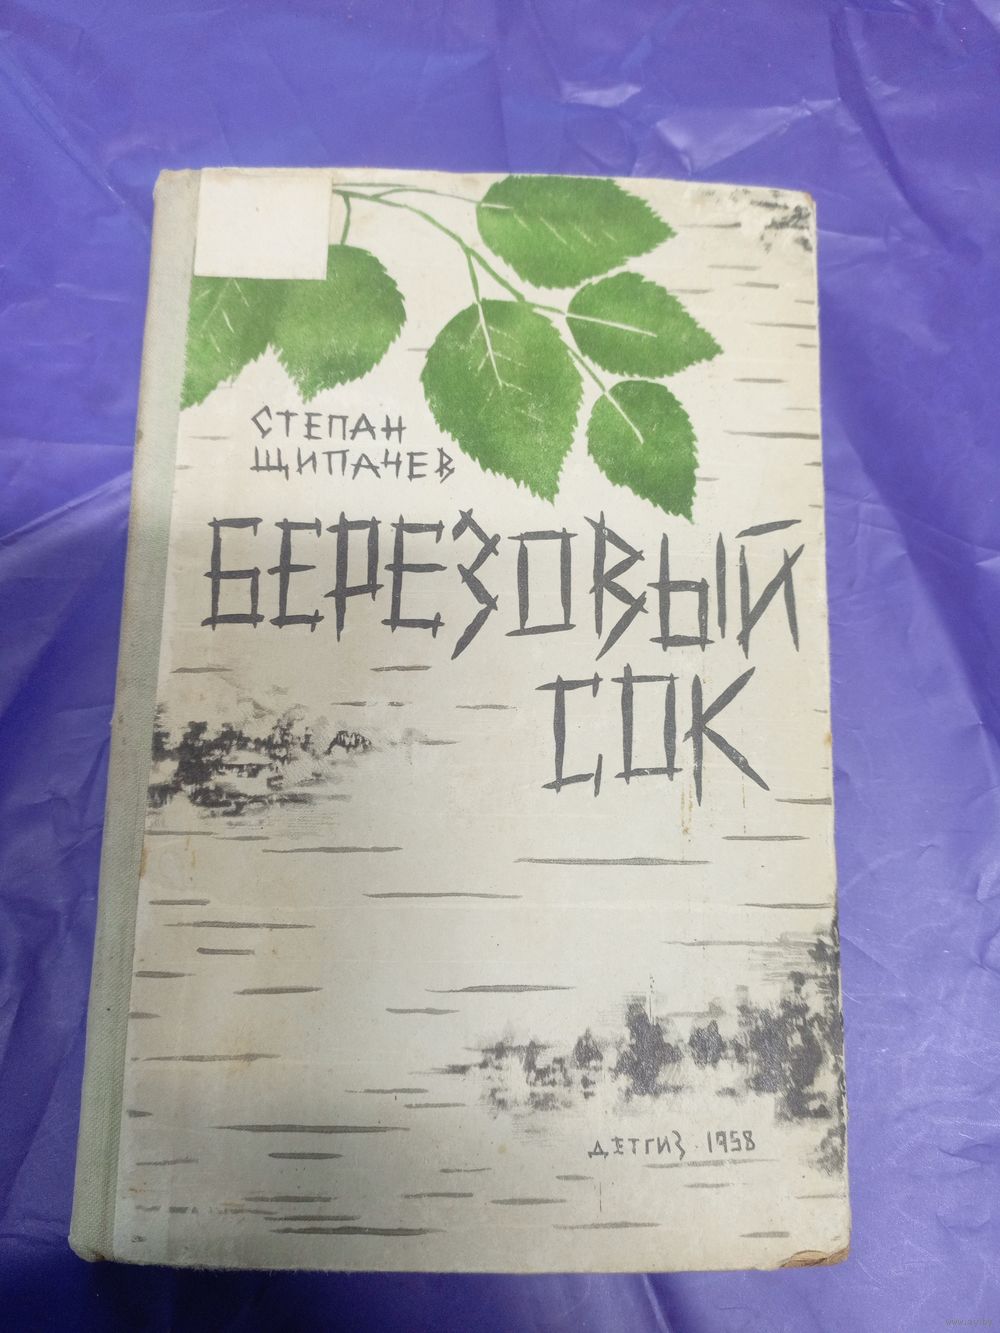 СТЕПАН
ЩИПАЧЕВ
БЕРЕЗОВЫЙ
СОК
ДЕТГИЗ · 1958